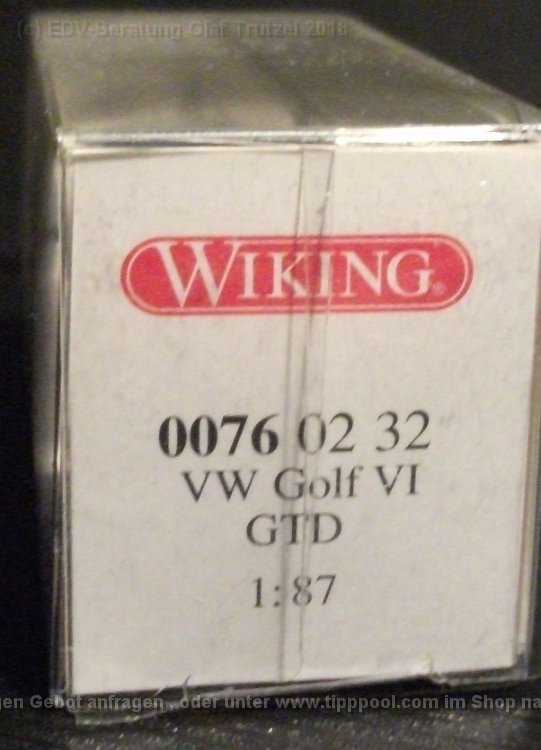 (c) EDV-Beratung Olaf Trutzel 2018
WIKING®
0076 02 32
VW Golf VI
GTD
1:87
gen Gebot anfragen . oder unter www.tipppool.com im Shop na